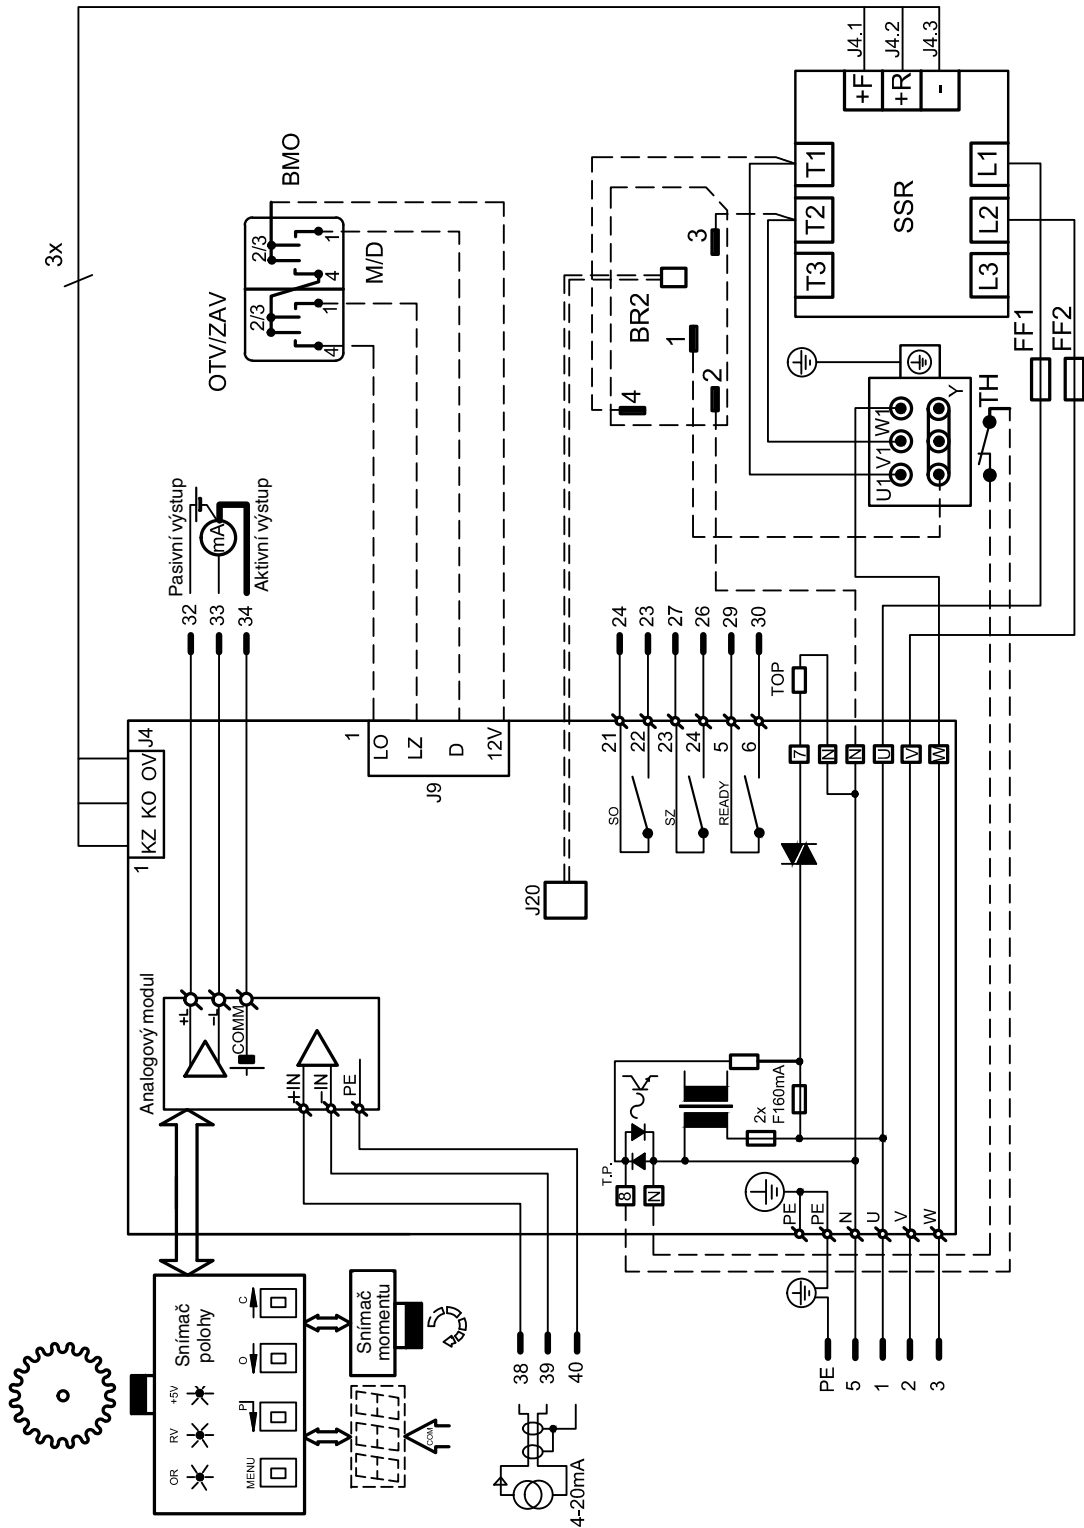 3x
J4.1
J4.2
J4.3
+F
+R
-
T1
T2
T3
SSR
L1
L2
L3
BMO
OTV/ZAV
M/D
2/3
1
4
2/3
1
4
BR2
1
2
3
4
FF1
FF2
TH
U1
V1
W1
Y
Pasivní výstup
Aktivní výstup
mA
32
33
34
24
23
27
26
29
30
J4
1
KZ
KO
OV
1
LO
LZ
D
12V
J9
J20
21
22
23
24
5
6
SO
SZ
READY
TOP
7
N
N
U
V
W
Analogový modul
+L
-L
COMM
+IN
-IN
PE
T.P.
8
N
2x
F160mA
PE
PE
N
U
V
W
PE
5
1
2
3
Snímač
polohy
+5V
RV
OR
MENU
P
O
C
Snímač
momentu
COM
38
39
40
4-20mA